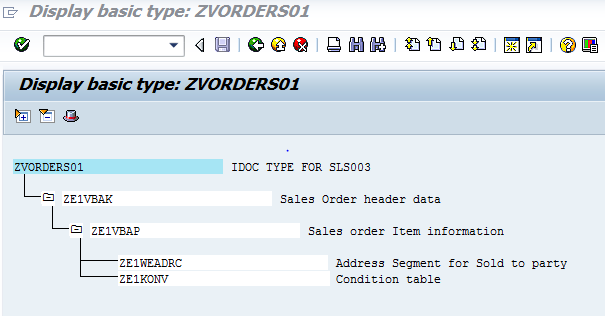 Display basic type: ZVORDERS01
Display basic type: ZVORDERS01
ZVORDERS01 IDOC TYPE FOR SLS003
ZE1VBAK Sales Order header data
ZE1VBAP Sales order Item information
ZE1WEADRC Address Segment for Sold to party
ZE1KONV Condition table